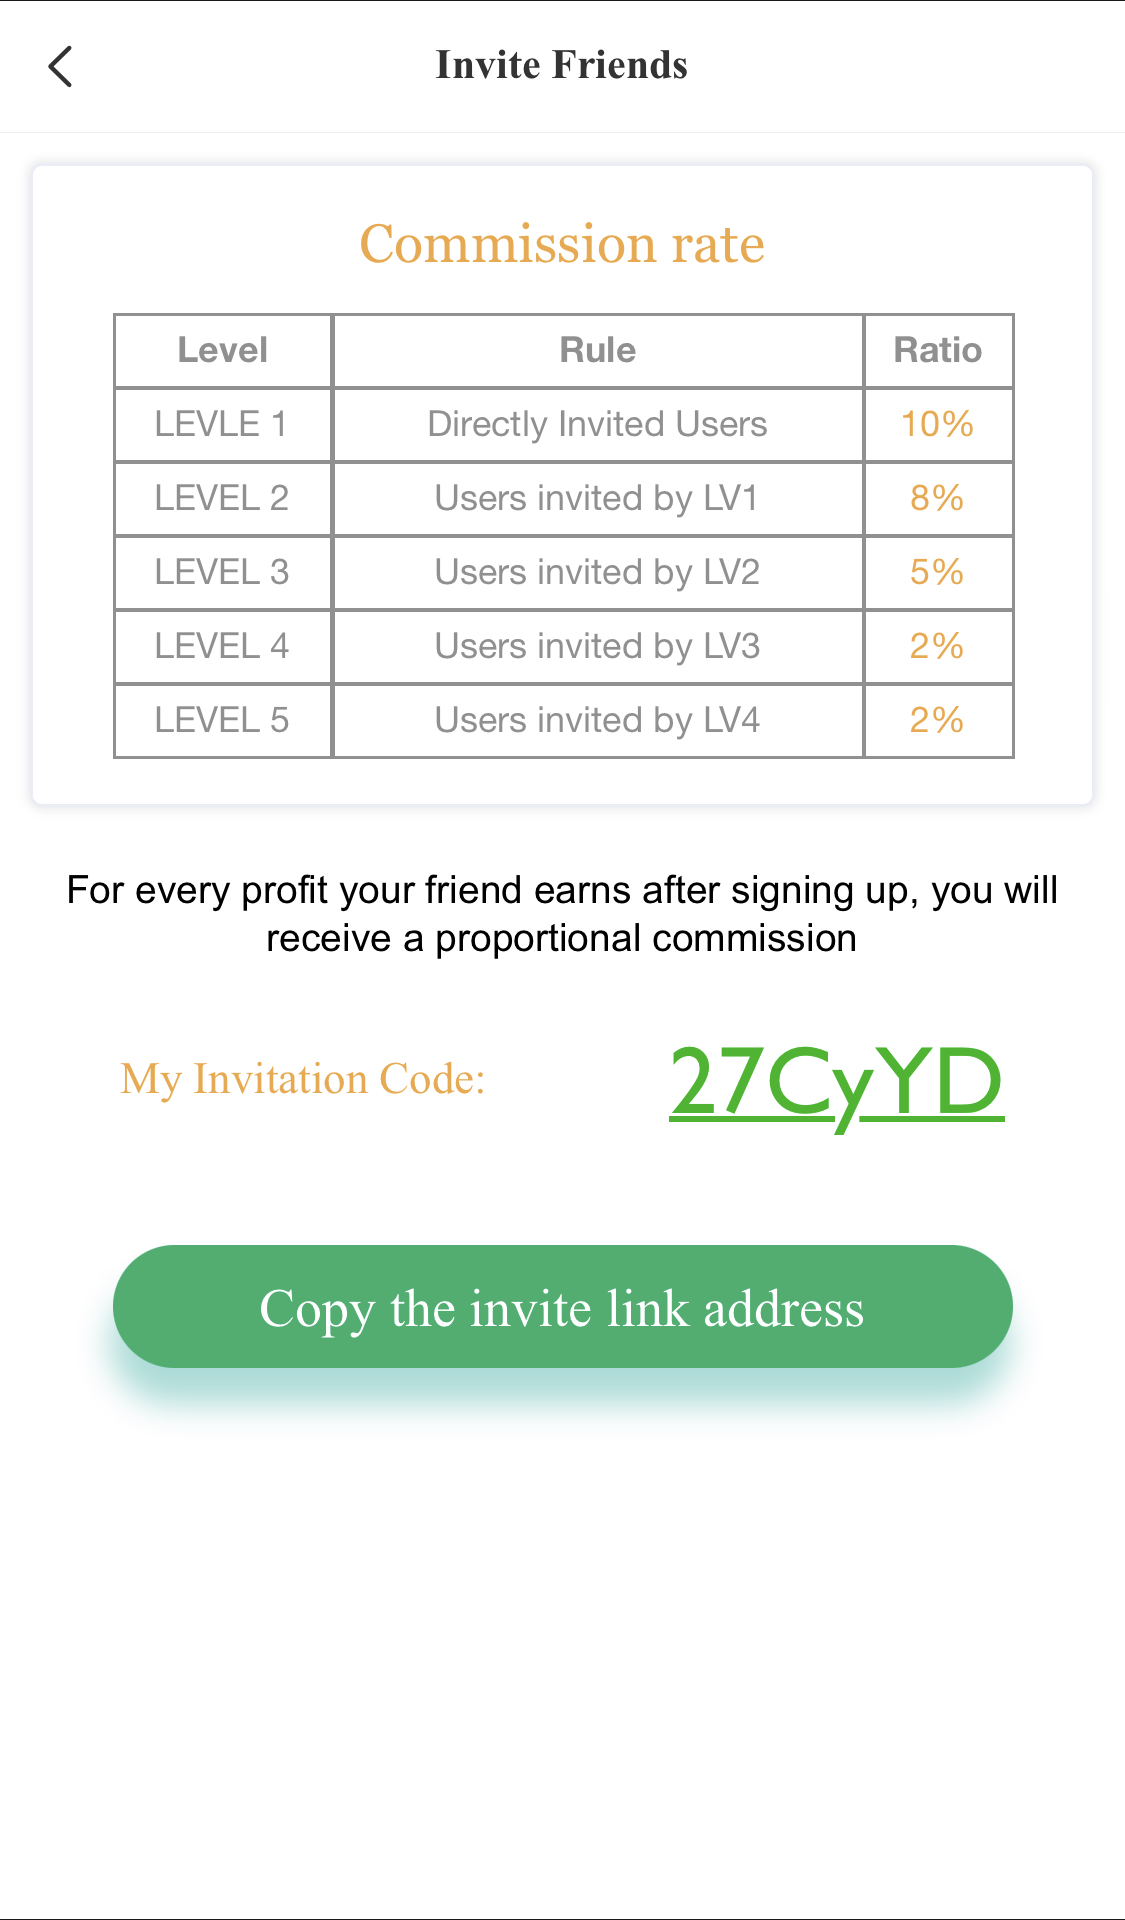 Invite Friends
Commission rate
Level Rule Ratio
LEVLE 1 Directly Invited Users 10%
LEVEL 2 Users invited by LV1 8%
LEVEL 3 Users invited by LV2 5%
LEVEL 4 Users invited by LV3 2%
LEVEL 5 Users invited by LV4 2%
For every profit your friend earns after signing up, you will
receive a proportional commission
My Invitation Code: 27CyYD
Copy the invite link address